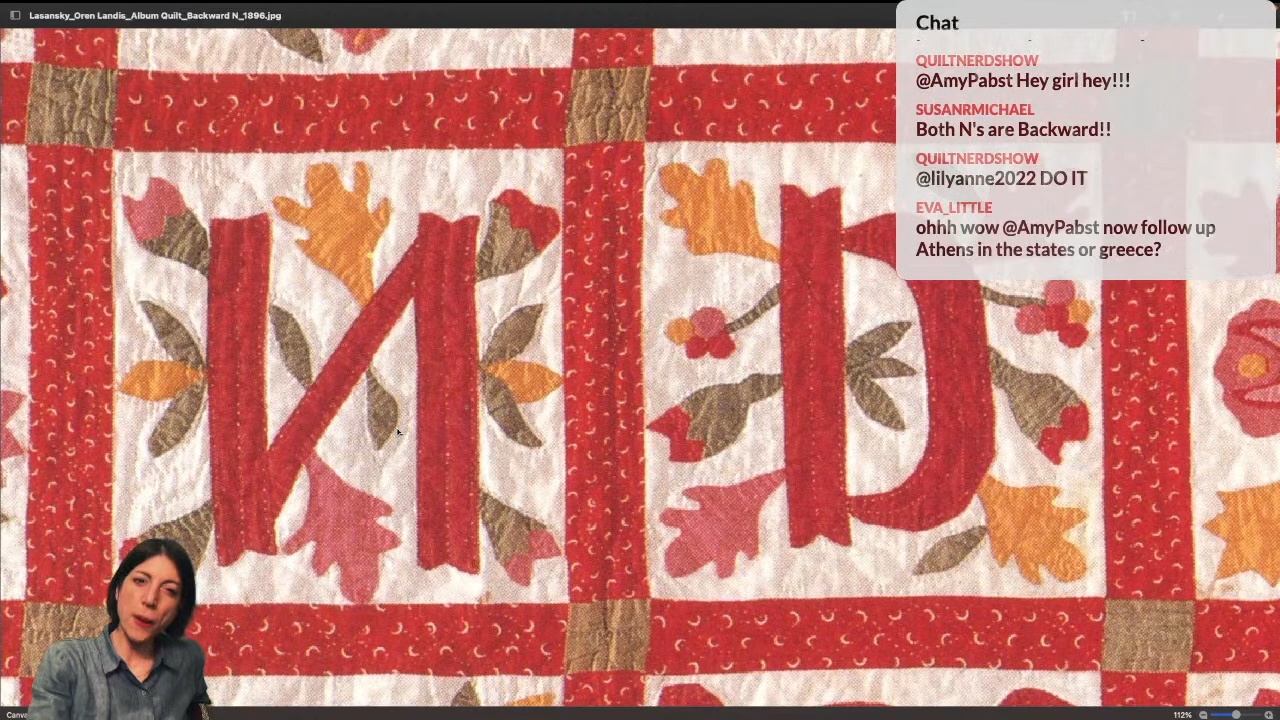 Lasansky_Oren Landis_Album Quilt_Backward N_1896.jpg
Chat
QUILTNERDSHOW
@AmyPabst Hey girl hey!!!
SUSANRMICHAEL
Both N's are Backward!!
QUILTNERDSHOW
@lilyanne2022 DO IT
EVA_LITTLE
ohhh wow @AmyPabst now follow up
Athens in the states or greece?
И D
112%